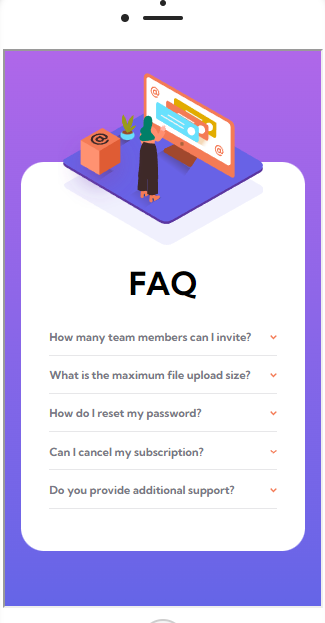 FAQ
How many team members can I invite?
What is the maximum file upload size?
How do I reset my password?
Can I cancel my subscription?
Do you provide additional support?